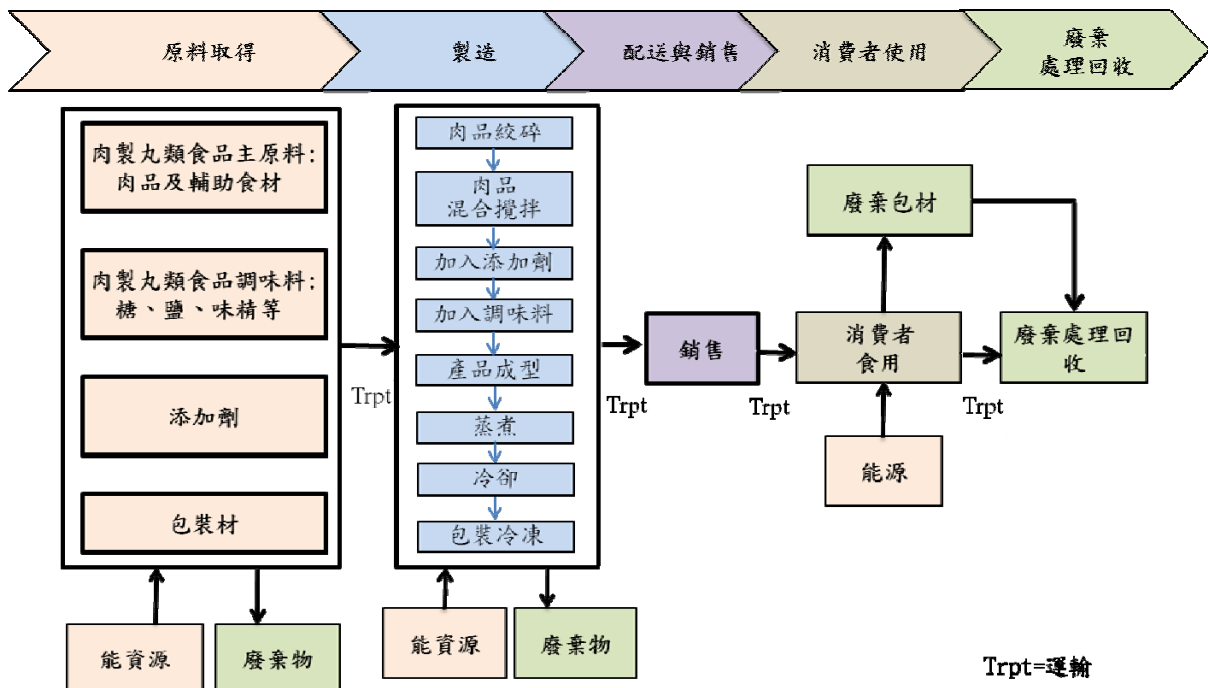 原料取得
製造
配送與銷售
消費者使用
廢棄
處理回收
肉製丸類食品主原料:
肉品及輔助食材
肉製丸類食品調味料:
糖、鹽、味精等
添加劑
包裝材
能資源
廢棄物
Trpt
肉品絞碎
肉品
混合攪拌
加入添加劑
加入調味料
產品成型
蒸煮
冷卻
包裝冷凍
能資源
廢棄物
Trpt
銷售
Trpt
廢棄包材
消費者
食用
能源
Trpt
廢棄處理回
收
Trpt=運輸